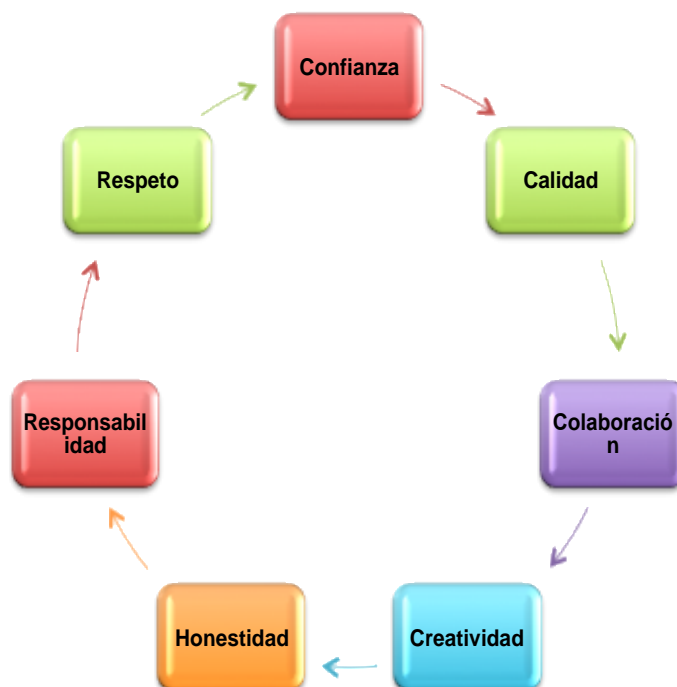 Confianza
Calidad
Colaboració
n
Creatividad
Honestidad
Responsabil
idad
Respeto